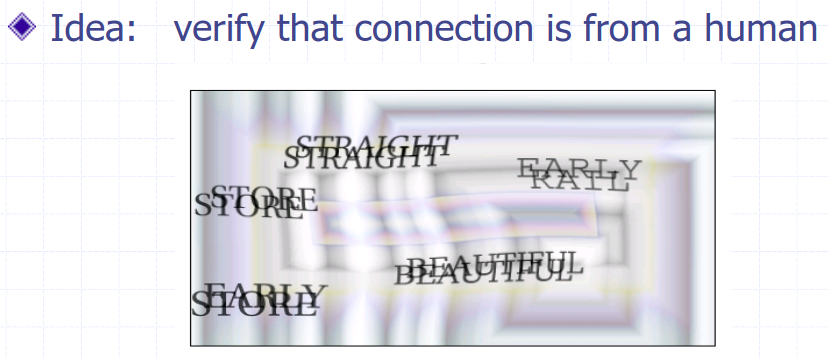 Idea: verify that connection is from a human
STRAIGHT
STRAIGHT
EARLY
RAIL
STORE
STORE
BEAUTIFUL
BEAUTIFUL
EARLY
STORE